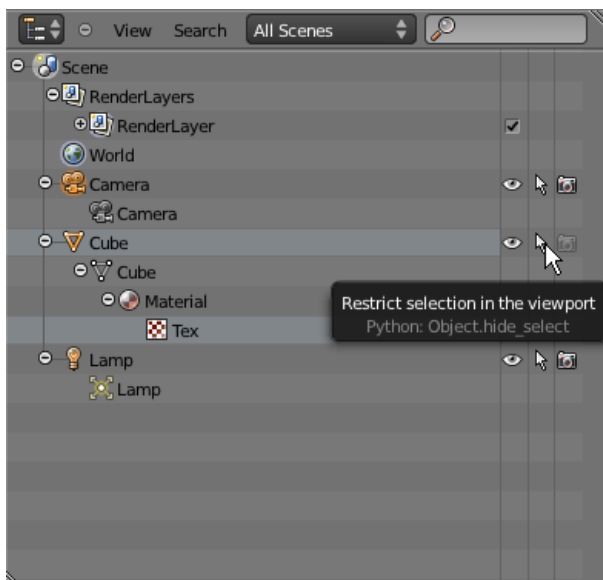 View Search All Scenes
Scene
RenderLayers
RenderLayer
World
Camera
Camera
Cube
Cube
Material
Restrict selection in the viewport
Python: Object.hide_select
Tex
Lamp
Lamp